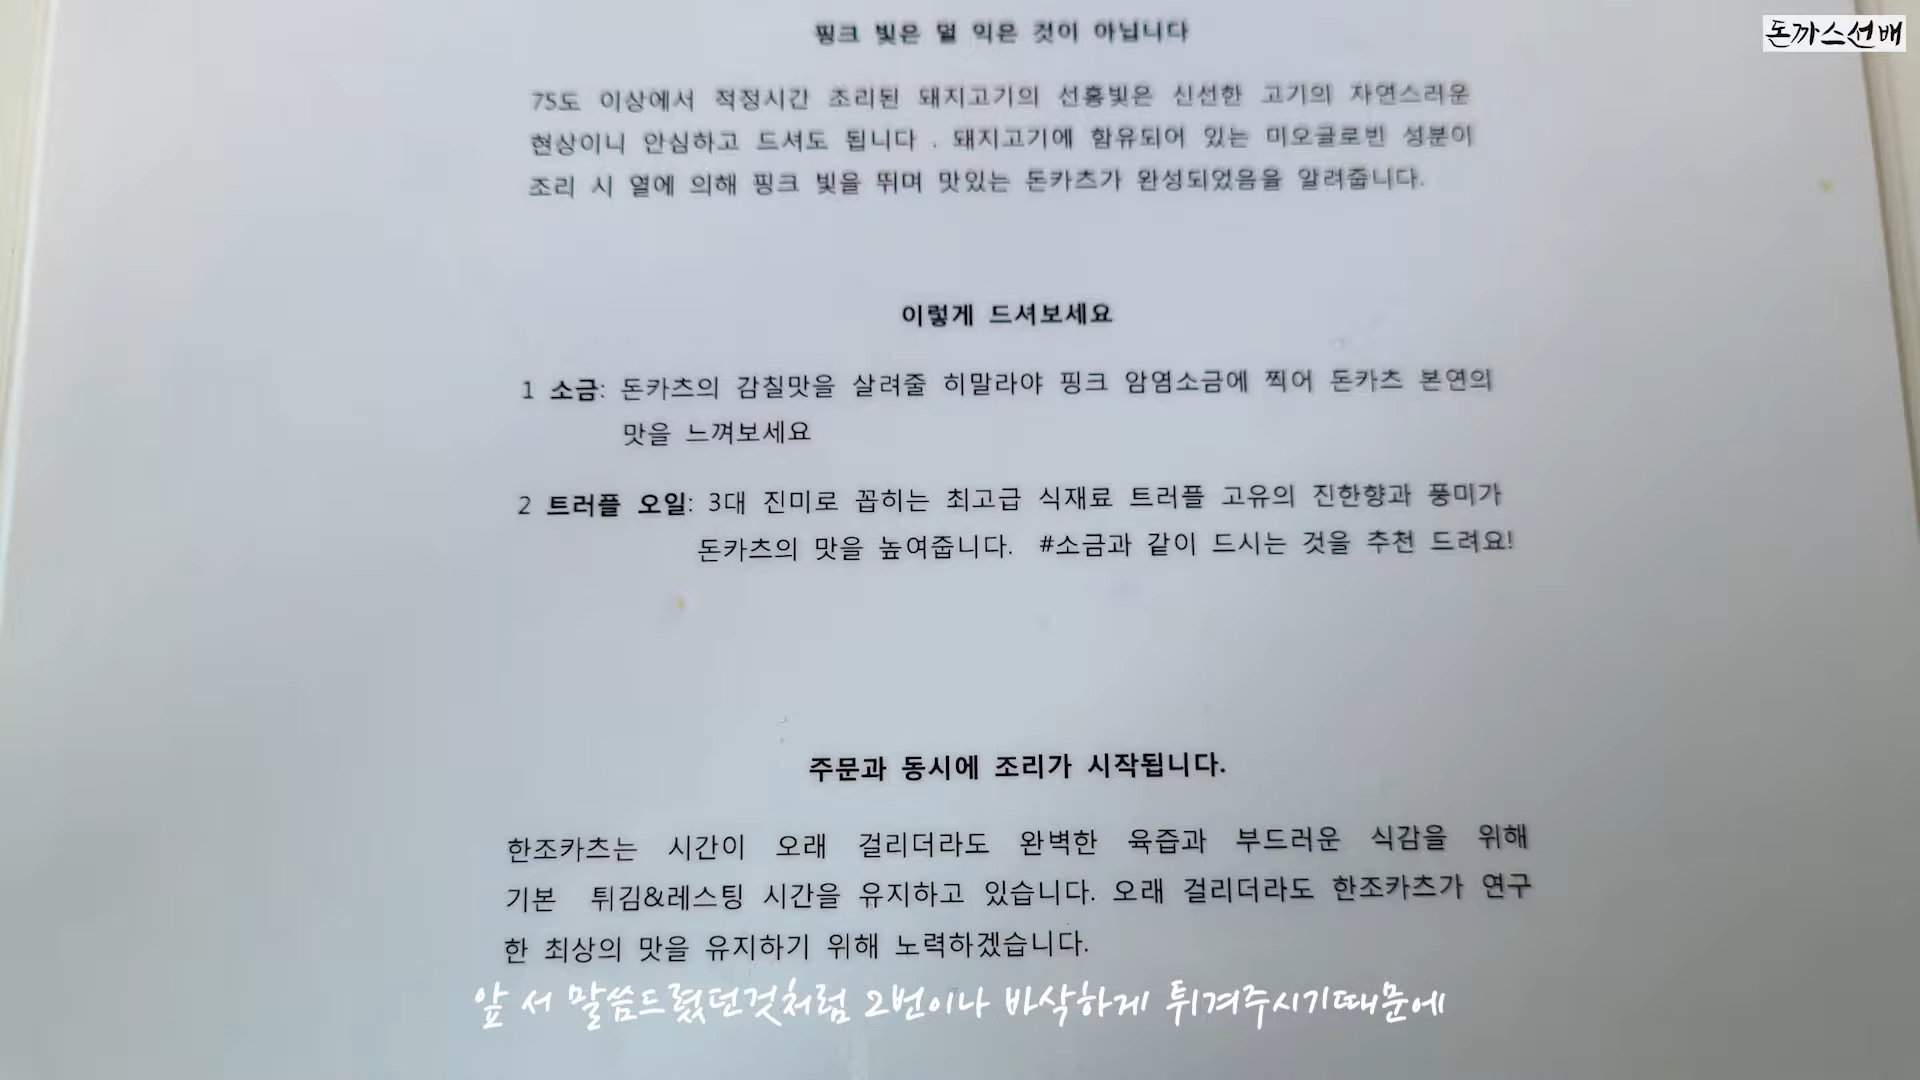 돈까스선배
핑크 빛은 덜 익은 것이 아닙니다
75도 이상에서 적정시간 조리된 돼지고기의 선홍빛은 신선한 고기의 자연스러운
현상이니 안심하고 드셔도 됩니다 . 돼지고기에 함유되어 있는 미오글로빈 성분이
조리 시 열에 의해 핑크 빛을 뛰며 맛있는 돈카츠가 완성되었음을 알려줍니다.
이렇게 드셔보세요
1 소금: 돈카츠의 감칠맛을 살려줄 히말라야 핑크 암염소금에 찍어 돈카츠 본연의
맛을 느껴보세요
2 트러플 오일: 3대 진미로 꼽히는 최고급 식재료 트러플 고유의 진한향과 풍미가
돈카츠의 맛을 높여줍니다. #소금과 같이 드시는 것을 추천 드려요!
주문과 동시에 조리가 시작됩니다.
한조카츠는 시간이 오래 걸리더라도 완벽한 육즙과 부드러운 식감을 위해
기본 튀김&레스팅 시간을 유지하고 있습니다. 오래 걸리더라도 한조카츠가 연구
한 최상의 맛을 유지하기 위해 노력하겠습니다.
앞 서 말씀드렸던것처럼 2번이나 바삭하게 튀겨주시기때문에